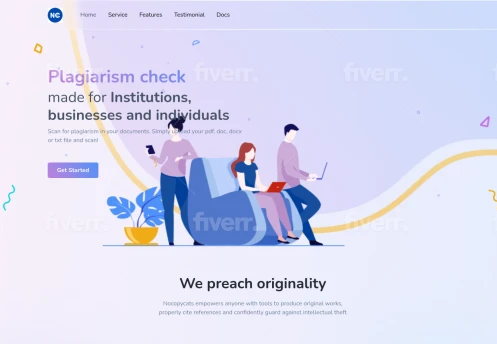 NC
Home Service Features Testimonial Docs
Plagiarism check
made for Institutions,
businesses and individuals
Scan for plagiarism in your documents. Simply upload your pdf, doc, docx
or txt file and scan!
Get Started
fiverr. fiverr.
fiverr. fiverr. fiverr.
We preach originality
Nocopycats empowers anyone with tools to produce original works,
properly cite references and confidently guard against intellectual theft.